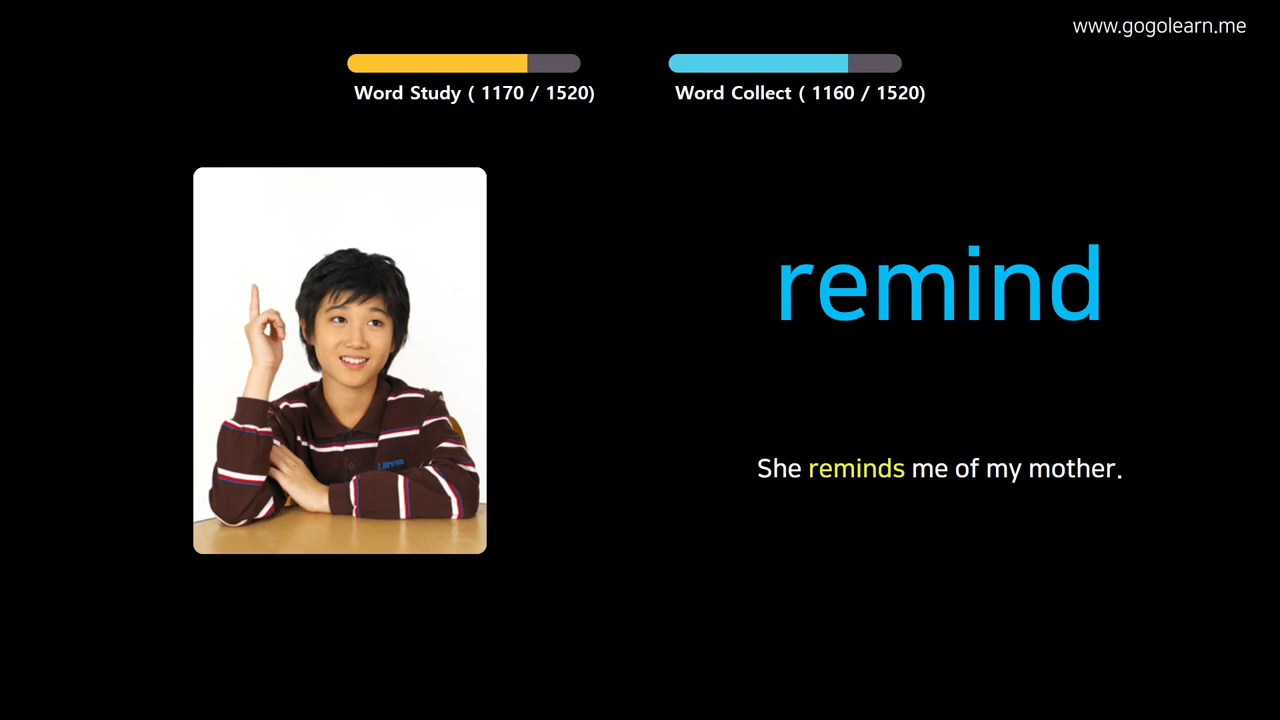 www.gogolearn.me
Word Study ( 1170 / 1520)
Word Collect ( 1160 / 1520)
remind
She reminds me of my mother.